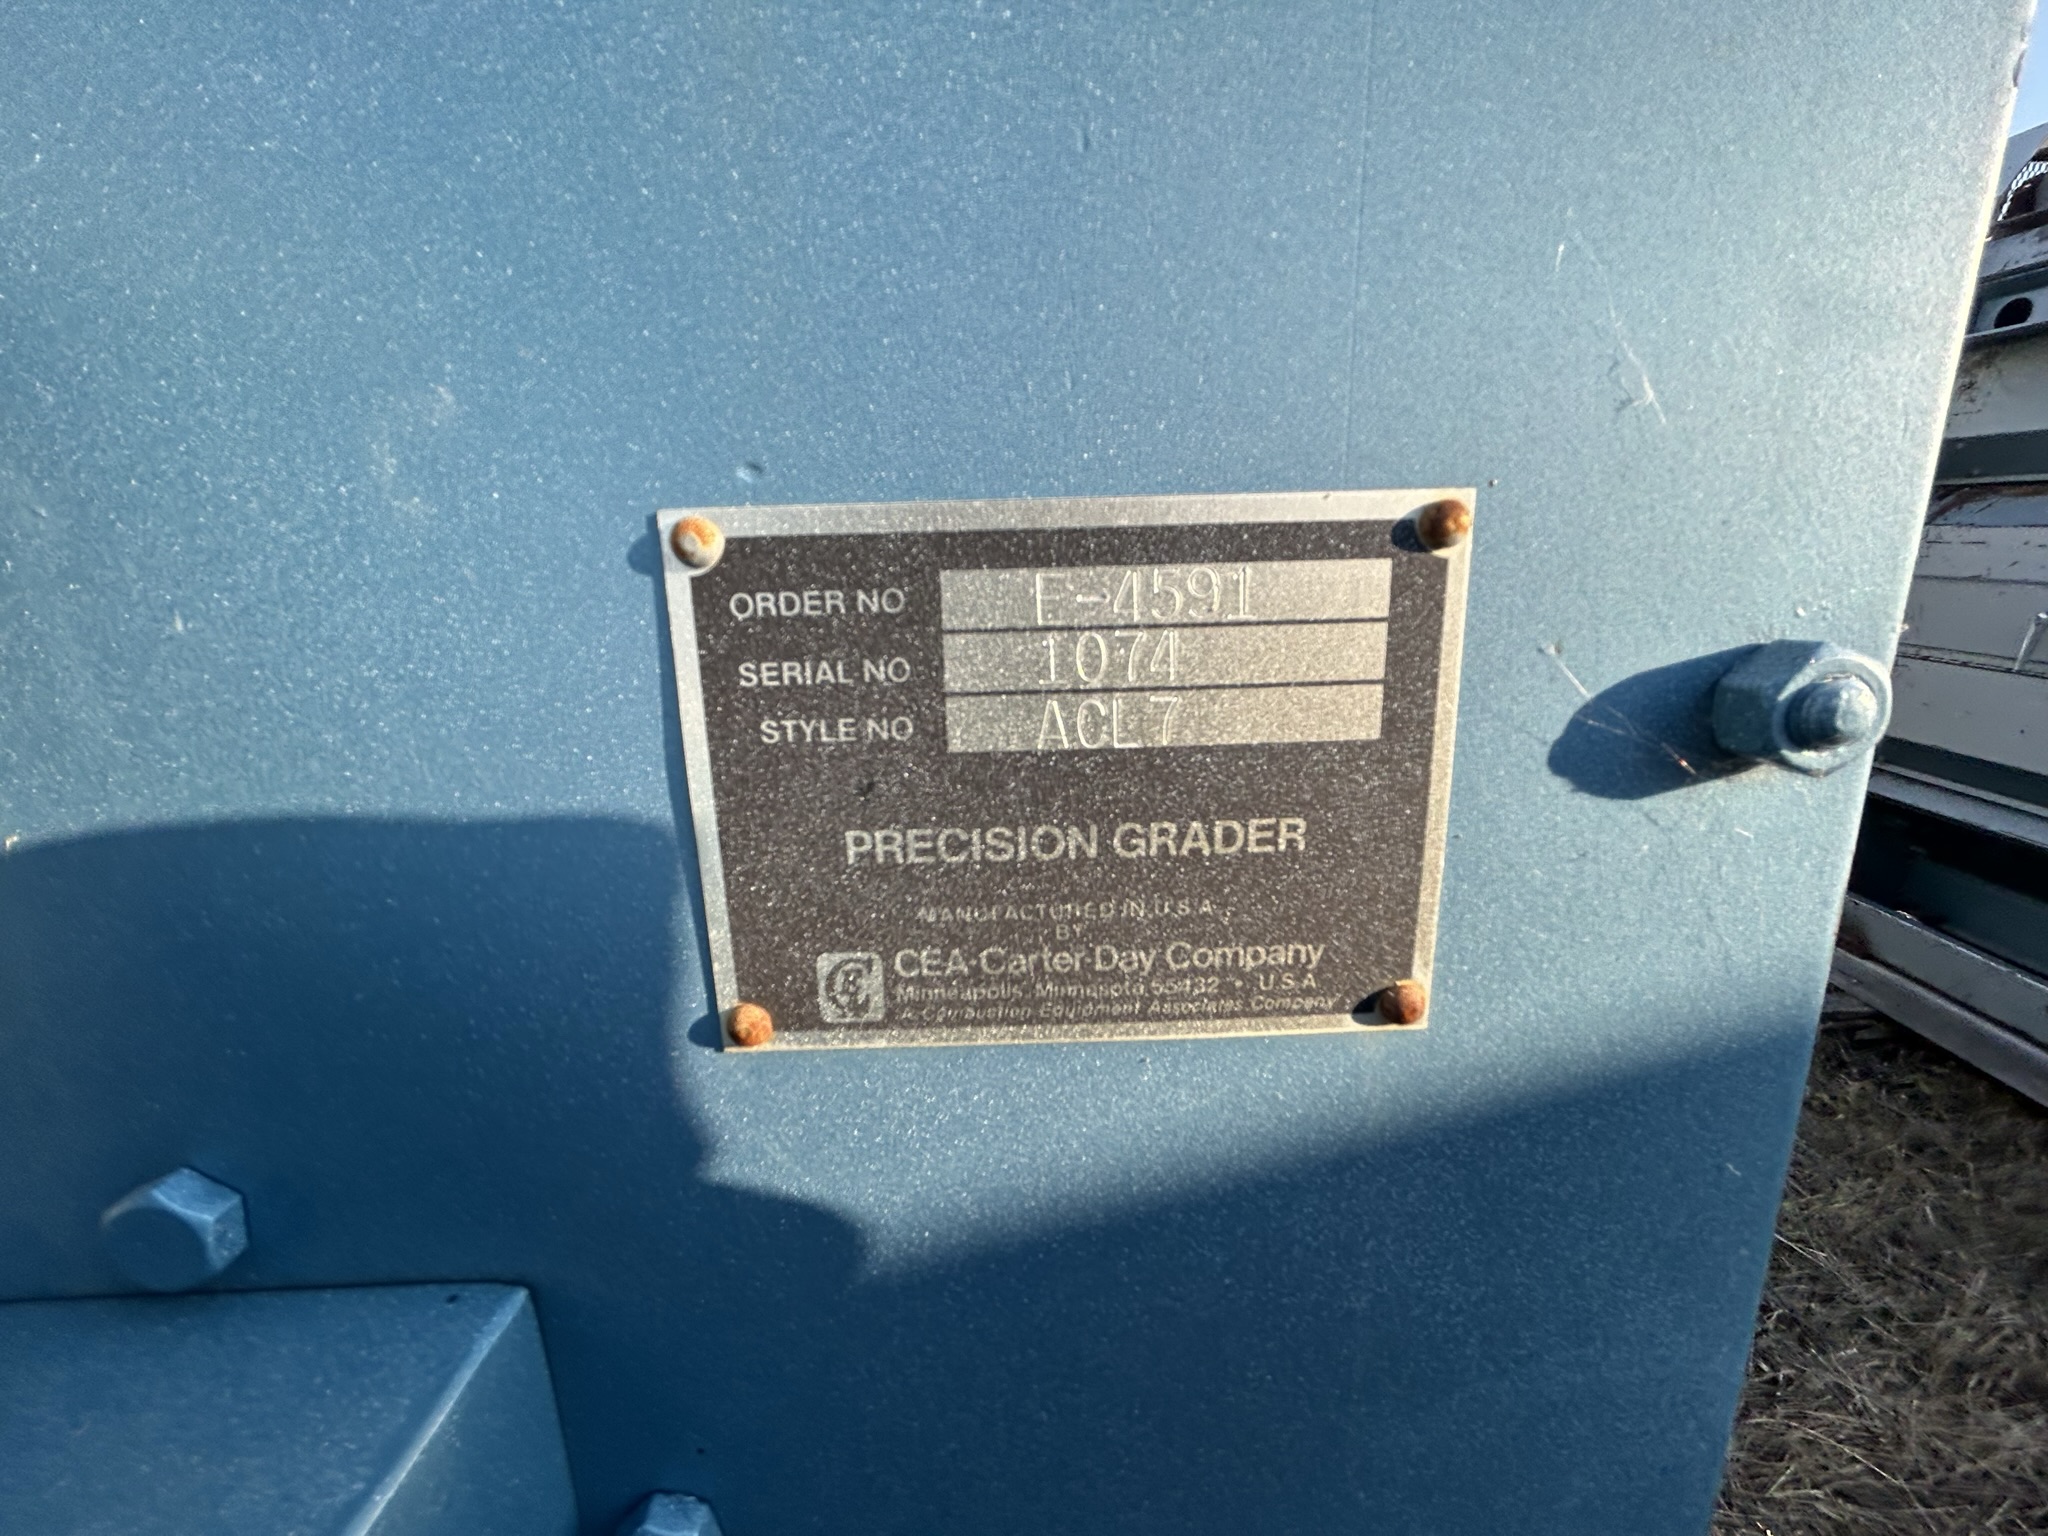 ORDER NO E-4591
SERIAL NO 1074
STYLE NO ACL7
PRECISION GRADER
MANUFACTURED IN U.S.A.
BY
CEA-Carter-Day Company
Minneapolis, Minnesota 55432 • U.S.A.
A Combustion Equipment Associates Company